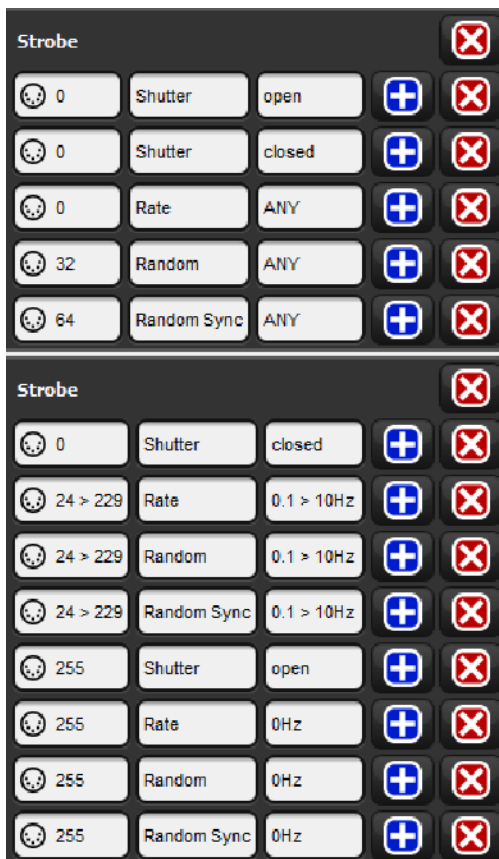 Strobe
0 Shutter open
0 Shutter closed
0 Rate ANY
32 Random ANY
64 Random Sync ANY
Strobe
0 Shutter closed
24 > 229 Rate 0.1 > 10Hz
24 > 229 Random 0.1 > 10Hz
24 > 229 Random Sync 0.1 > 10Hz
255 Shutter open
255 Rate 0Hz
255 Random 0Hz
255 Random Sync 0Hz